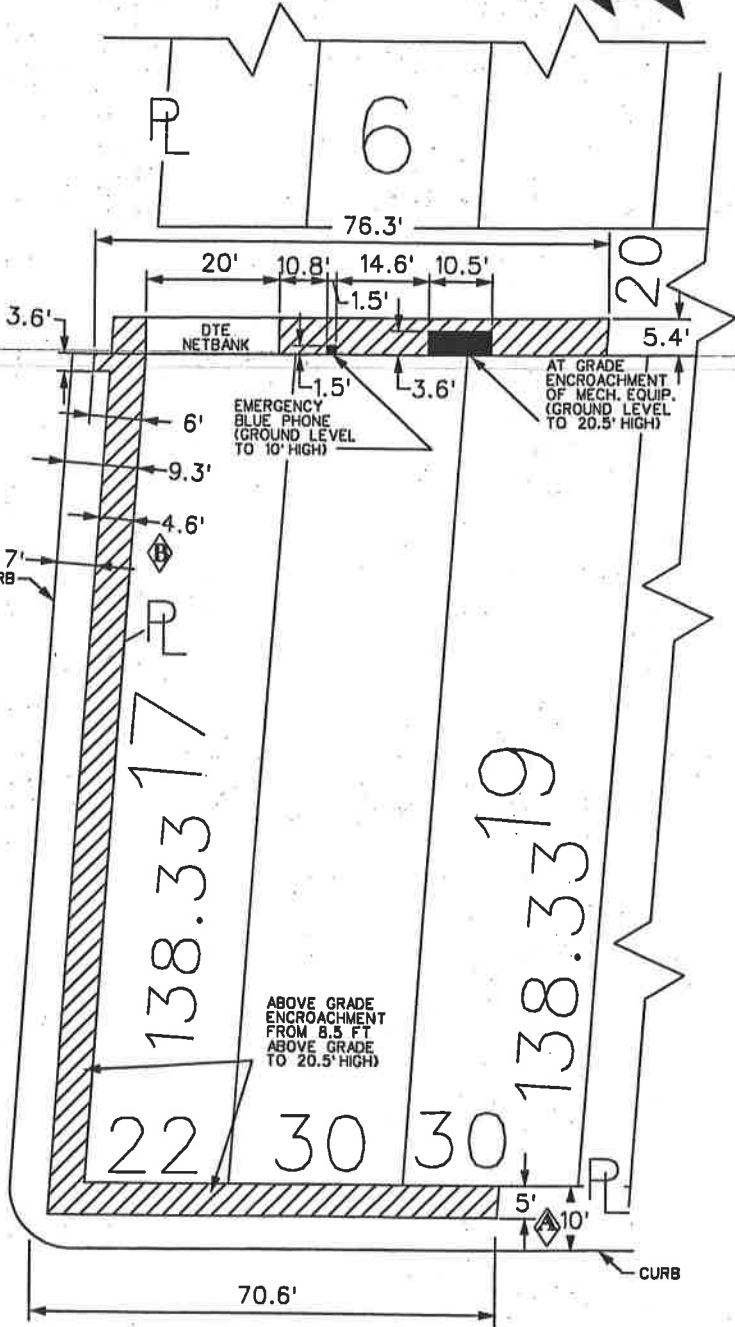 PL
6
76.3'
20
20'
10.8'
14.6'
10.5'
1.5'
5.4'
3.6'
DTE
NETBANK
1.5'
3.6'
EMERGENCY
BLUE PHONE
(GROUND LEVEL
TO 10' HIGH)
AT GRADE
ENCROACHMENT
OF MECH. EQUIP.
(GROUND LEVEL
TO 20.5' HIGH)
6'
9.3'
4.6'
7'
B
RB
PL
17
138.33
19
138.33
ABOVE GRADE
ENCROACHMENT
FROM 8.5 FT
ABOVE GRADE
TO 20.5' HIGH)
22
30
30
PL
5'
A
10'
CURB
70.6'